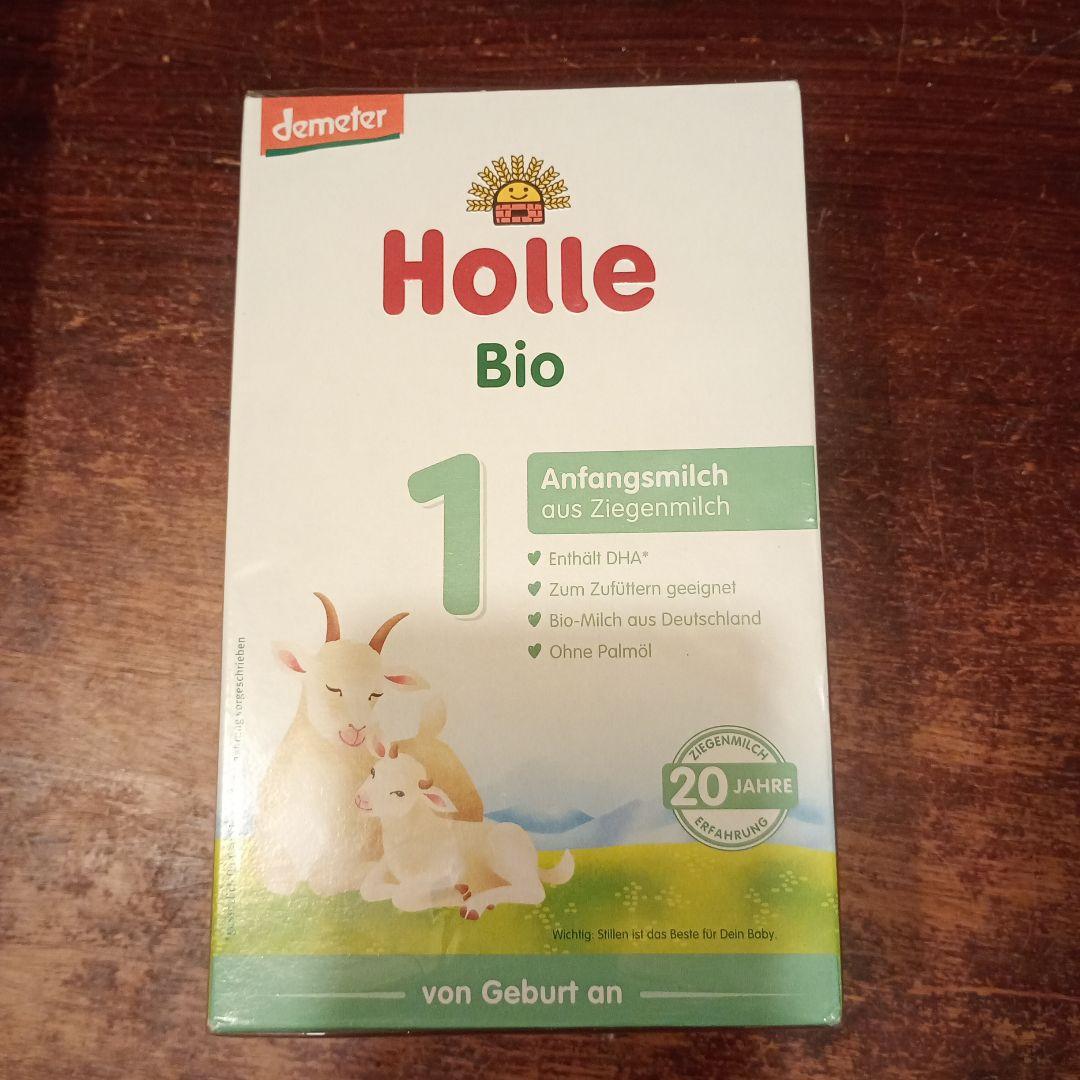 demeter
Holle
Bio
1
Anfangsmilch
aus Ziegenmilch
Enthält DHA*
Zum Zufüttern geeignet
Bio-Milch aus Deutschland
Ohne Palmöl
ZIEGENMILCH
20 JAHRE
ERFAHRUNG
Wichtig: Stillen ist das Beste für Dein Baby.
von Geburt an
vorgeschrieben